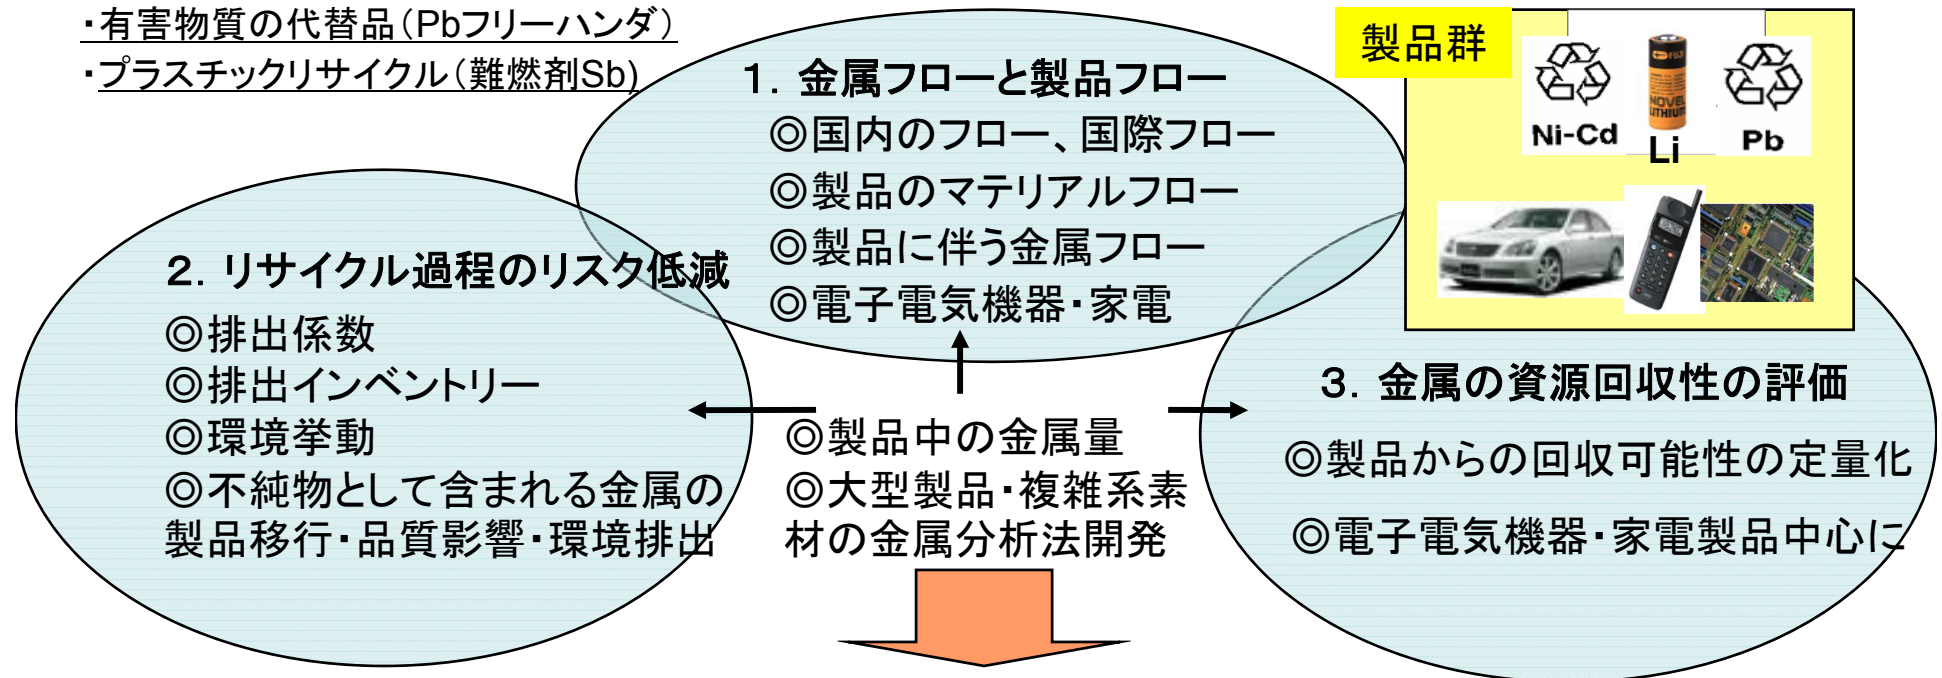 ・有害物質の代替品（Pbフリーハンダ）
・プラスチックリサイクル（難燃剤Sb)
1. 金属フローと製品フロー
◎国内のフロー、国際フロー
◎製品のマテリアルフロー
◎製品に伴う金属フロー
◎電子電気機器・家電
製品群
Ni-Cd
FUJI
NOVEL
LITHIUM
Li
Pb
2. リサイクル過程のリスク低減
◎排出係数
◎排出インベントリー
◎環境挙動
◎不純物として含まれる金属の
製品移行・品質影響・環境排出
◎製品中の金属量
◎大型製品・複雑系素
材の金属分析法開発
3. 金属の資源回収性の評価
◎製品からの回収可能性の定量化
◎電子電気機器・家電製品中心に